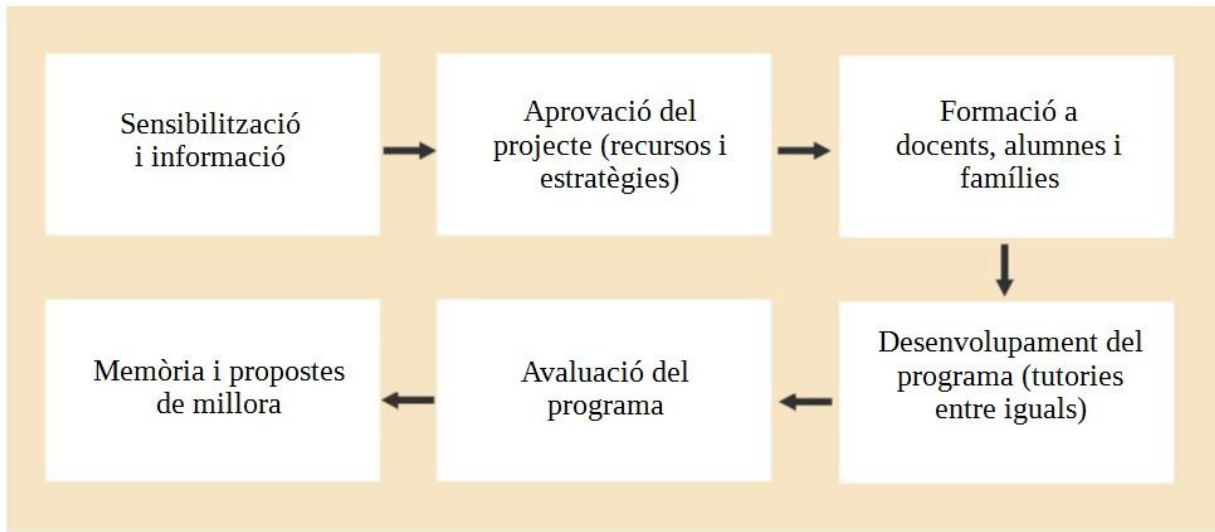 Sensibilització
i informació
Aprovació del
projecte (recursos i
estratègies)
Formació a
docents, alumnes i
famílies
Desenvolupament del
programa (tutories
entre iguals)
Avaluació del
programa
Memòria i propostes
de millora